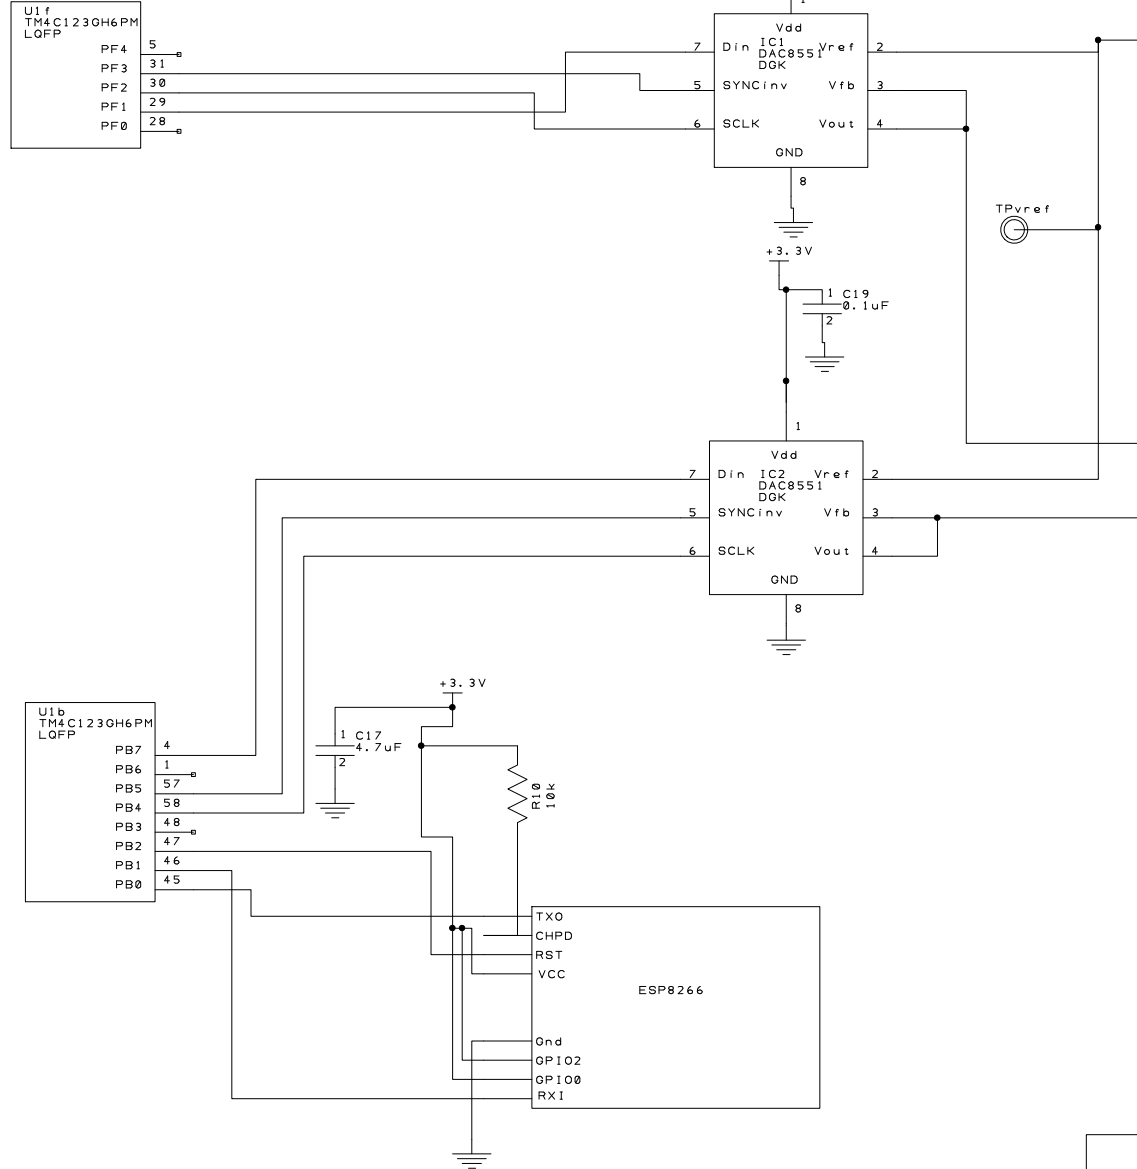 U1f
TM4C123GH6PM
LQFP
PF4 5
PF3 31
PF2 30
PF1 29
PF0 28
1
Vdd
7 Din IC1 Vref 2
DAC8551
DGK
5 SYNCinv Vfb 3
6 SCLK Vout 4
GND
8
TPvref
+3.3V
1 C19
0.1uF
2
1
Vdd
7 Din IC2 Vref 2
DAC8551
DGK
5 SYNCinv Vfb 3
6 SCLK Vout 4
GND
8
+3.3V
U1b
TM4C123GH6PM
LQFP
PB7 4
PB6 1
PB5 57
PB4 58
PB3 48
PB2 47
PB1 46
PB0 45
1 C17
4.7uF
2
R10
10k
TXO
CHPD
RST
VCC
ESP8266
Gnd
GPIO2
GPIO0
RXI